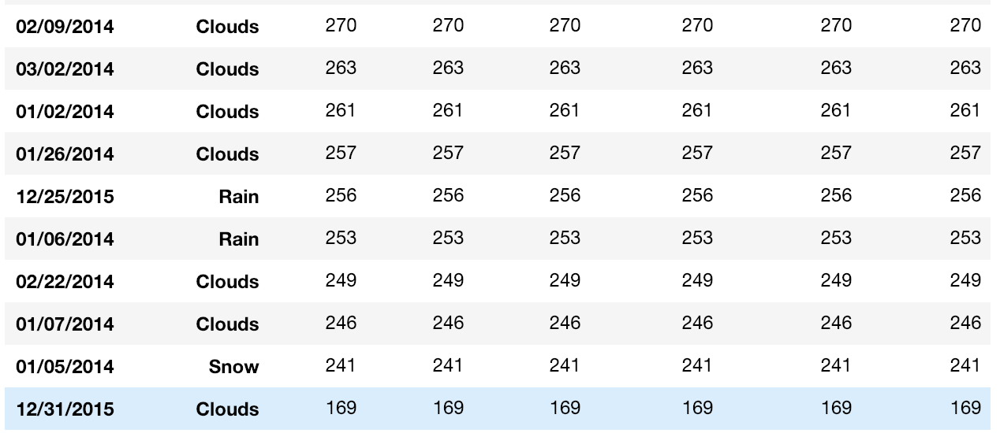 02/09/2014 Clouds 270 270 270 270 270 270
03/02/2014 Clouds 263 263 263 263 263 263
01/02/2014 Clouds 261 261 261 261 261 261
01/26/2014 Clouds 257 257 257 257 257 257
12/25/2015 Rain 256 256 256 256 256 256
01/06/2014 Rain 253 253 253 253 253 253
02/22/2014 Clouds 249 249 249 249 249 249
01/07/2014 Clouds 246 246 246 246 246 246
01/05/2014 Snow 241 241 241 241 241 241
12/31/2015 Clouds 169 169 169 169 169 169